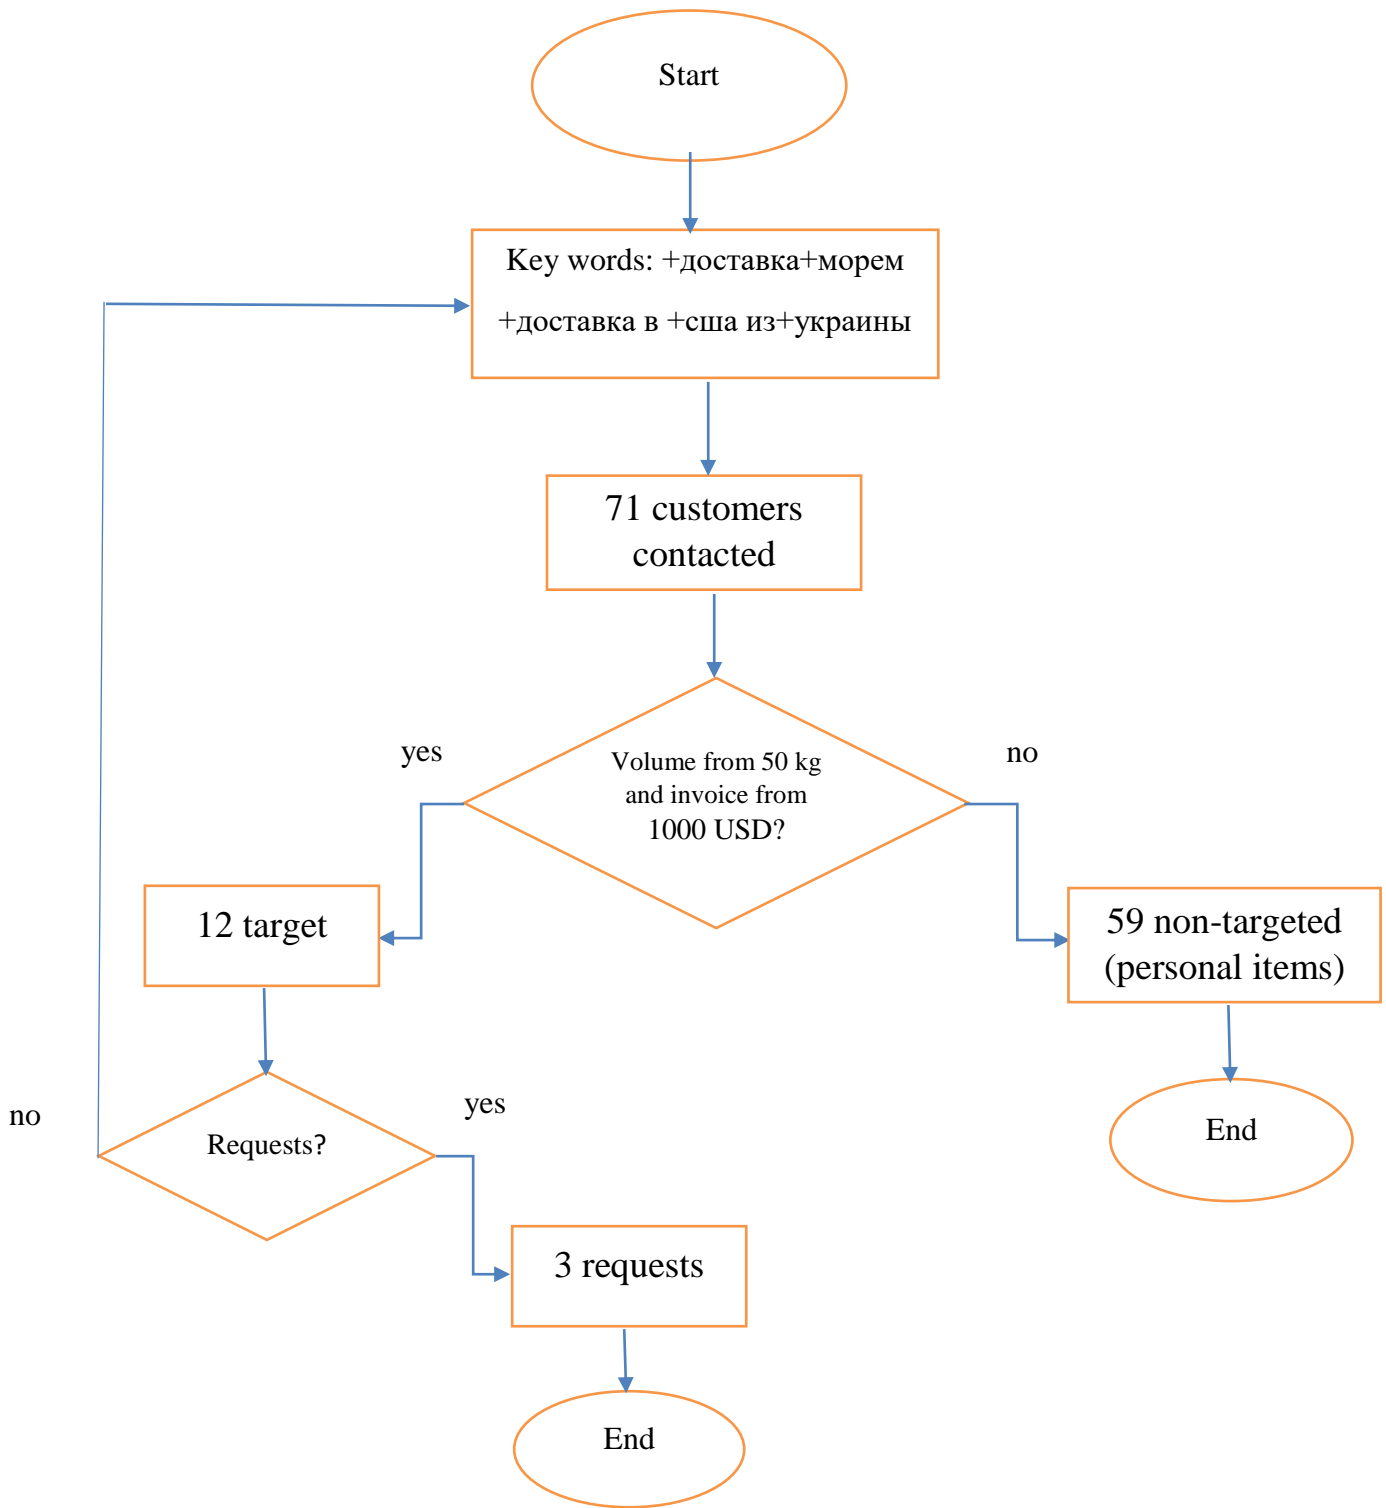 Start
Key words: +доставка+морем
+доставка в +сша из+украины
71 customers
contacted
yes
Volume from 50 kg
and invoice from
1000 USD?
no
12 target
59 non-targeted
(personal items)
no
Requests?
yes
End
3 requests
End